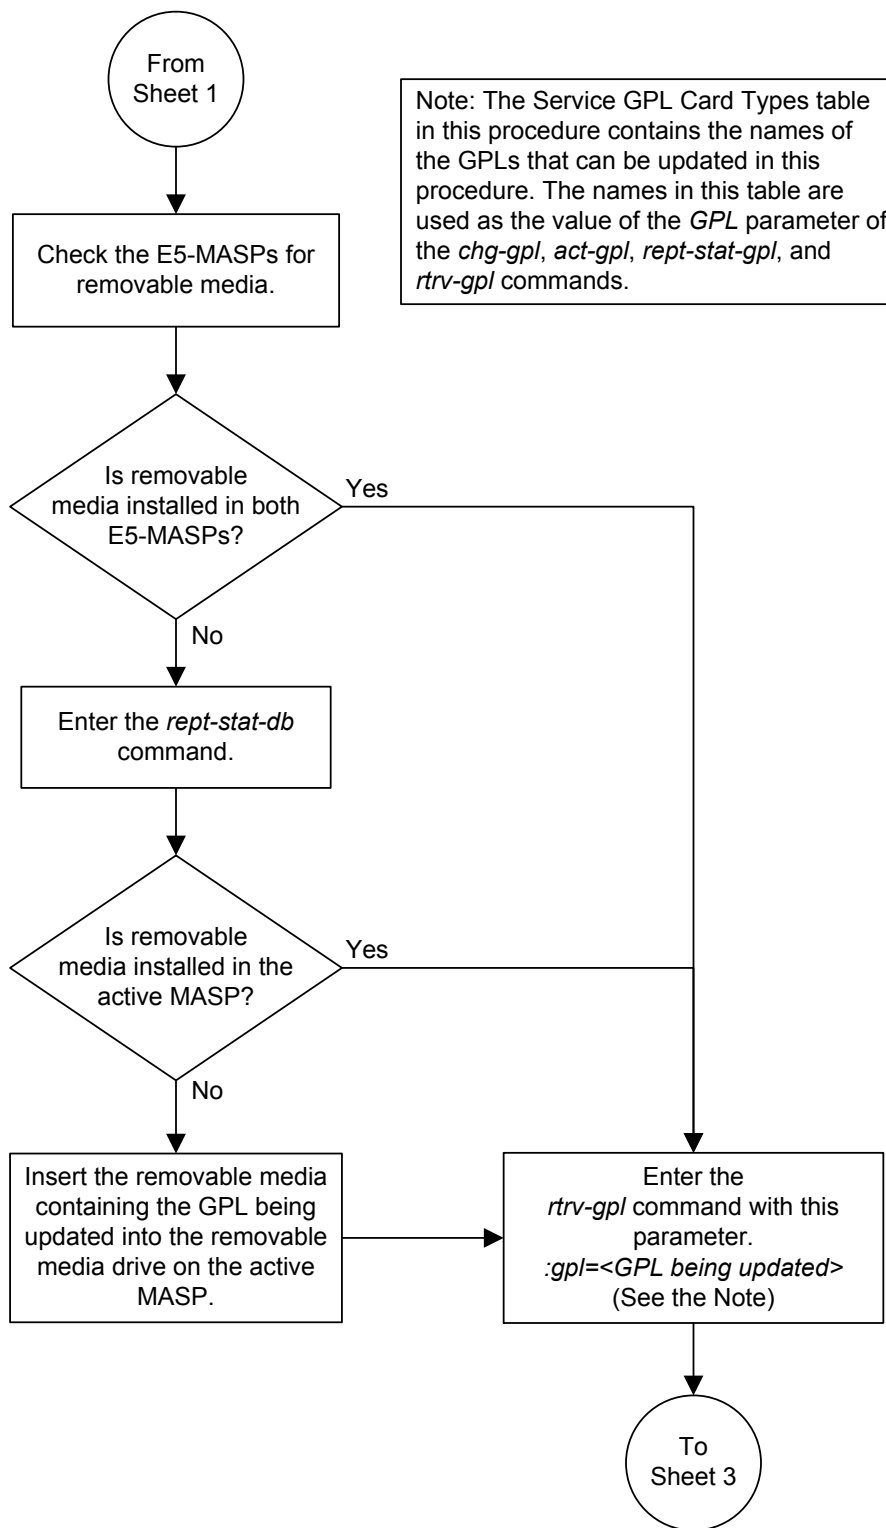 From
Sheet 1
Note: The Service GPL Card Types table
in this procedure contains the names of
the GPLs that can be updated in this
procedure. The names in this table are
used as the value of the GPL parameter of
the chg-gpl, act-gpl, rept-stat-gpl, and
rtrv-gpl commands.
Check the E5-MASPs for
removable media.
Is removable
media installed in both
E5-MASPs?
Yes
No
Enter the rept-stat-db
command.
Is removable
media installed in the
active MASP?
Yes
No
Insert the removable media
containing the GPL being
updated into the removable
media drive on the active
MASP.
Enter the
rtrv-gpl command with this
parameter.
:gpl=<GPL being updated>
(See the Note)
To
Sheet 3